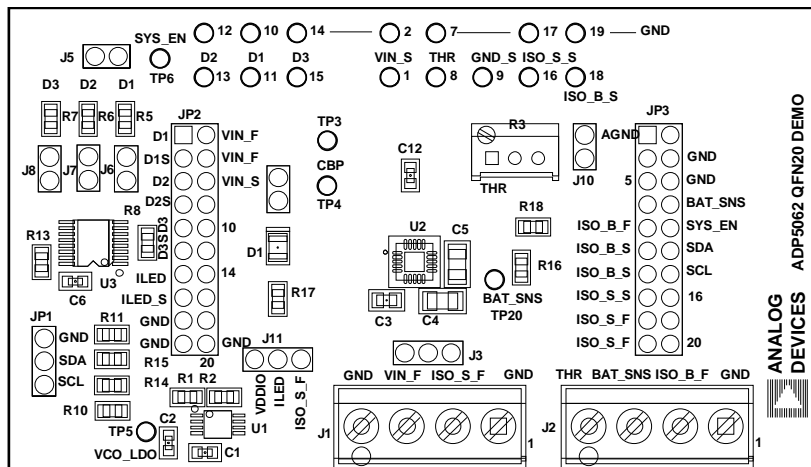 SYS_EN
12
10
14
2
7
17
19
GND
J5
D2
D1
D3
VIN_S
THR
GND_S
ISO_S_S
TP6
13
11
15
1
8
9
16
18
ISO_B_S
D3
D2
D1
JP2
R7
R6
R5
TP3
R3
JP3
D1
VIN_F
AGND
D1S
VIN_F
CBP
C12
GND
J8
J7
J6
D2
VIN_S
TP4
THR
J10
5
GND
D2S
BAT_SNS
R8
R18
U2
C5
D3
10
ISO_B_F
SYS_EN
R13
D3S
D1
ISO_B_S
SDA
U3
ILED
14
R16
ISO_B_S
SCL
C6
ILED_S
R17
BAT_SNS
ISO_S_S
16
JP1
R11
GND
C3
C4
TP20
ISO_S_F
GND
GND
GND
J11
ISO_S_F
20
SDA
R15
20
J3
SCL
R14
R1
R2
VDDIO
ILED
ISO_S_F
GND
VIN_F
ISO_S_F
GND
THR
BAT_SNS
ISO_B_F
GND
R10
TP5
C2
U1
J1
1
J2
1
VCO_LDO
C1
ADP5062 QFN20 DEMO
ANALOG
DEVICES